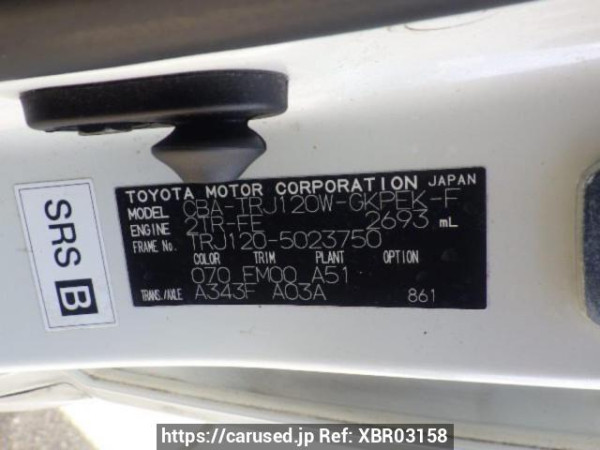 TOYOTA MOTOR CORPORATION JAPAN
MODEL CBA-TRJ120W-GKPEK-F
ENGINE 2TR-FE 2693 mL
FRAME No. TRJ120-5023750
COLOR TRIM PLANT OPTION
070 FM00 A51
TRANS./AXLE A343F A03A 861
SRS B
https://carused.jp Ref: XBR03158